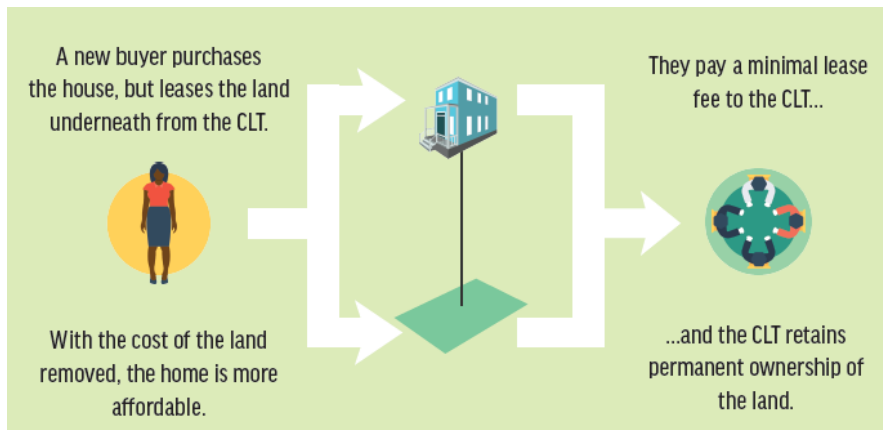 A new buyer purchases
the house, but leases the land
underneath from the CLT.
With the cost of the land
removed, the home is more
affordable.
They pay a minimal lease
fee to the CLT...
...and the CLT retains
permanent ownership of
the land.